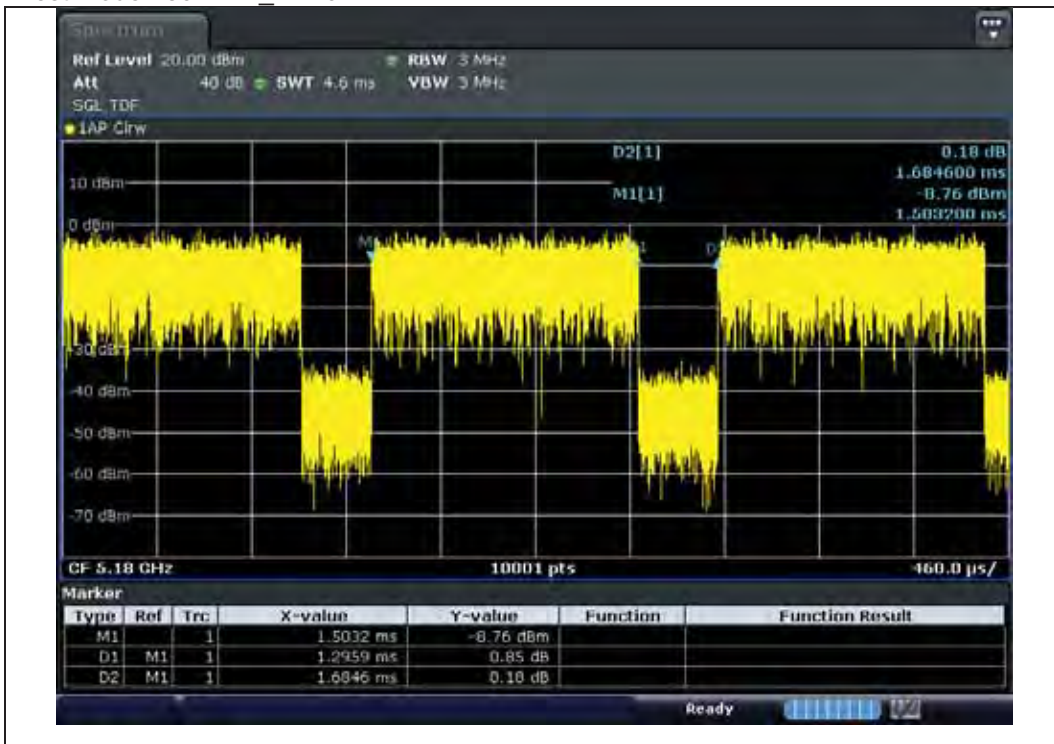 Spectrum
Ref Level 20.00 dBm RBW 3 MHz
Att 40 dB SWT 4.6 ms VBW 3 MHz
SGL TDF
1AP Clrw
D2[1] 0.18 dB
1.684600 ms
10 dBm
M1[1] -8.76 dBm
1.503200 ms
0 dBm
-30 dBm
-40 dBm
-50 dBm
-60 dBm
-70 dBm
CF 5.18 GHz 10001 pts 460.0 µs/
Marker
Type Ref Trc X-value Y-value Function Function Result
M1 1 1.5032 ms -8.76 dBm
D1 M1 1 1.2959 ms 0.85 dB
D2 M1 1 1.6846 ms 0.18 dB
Ready